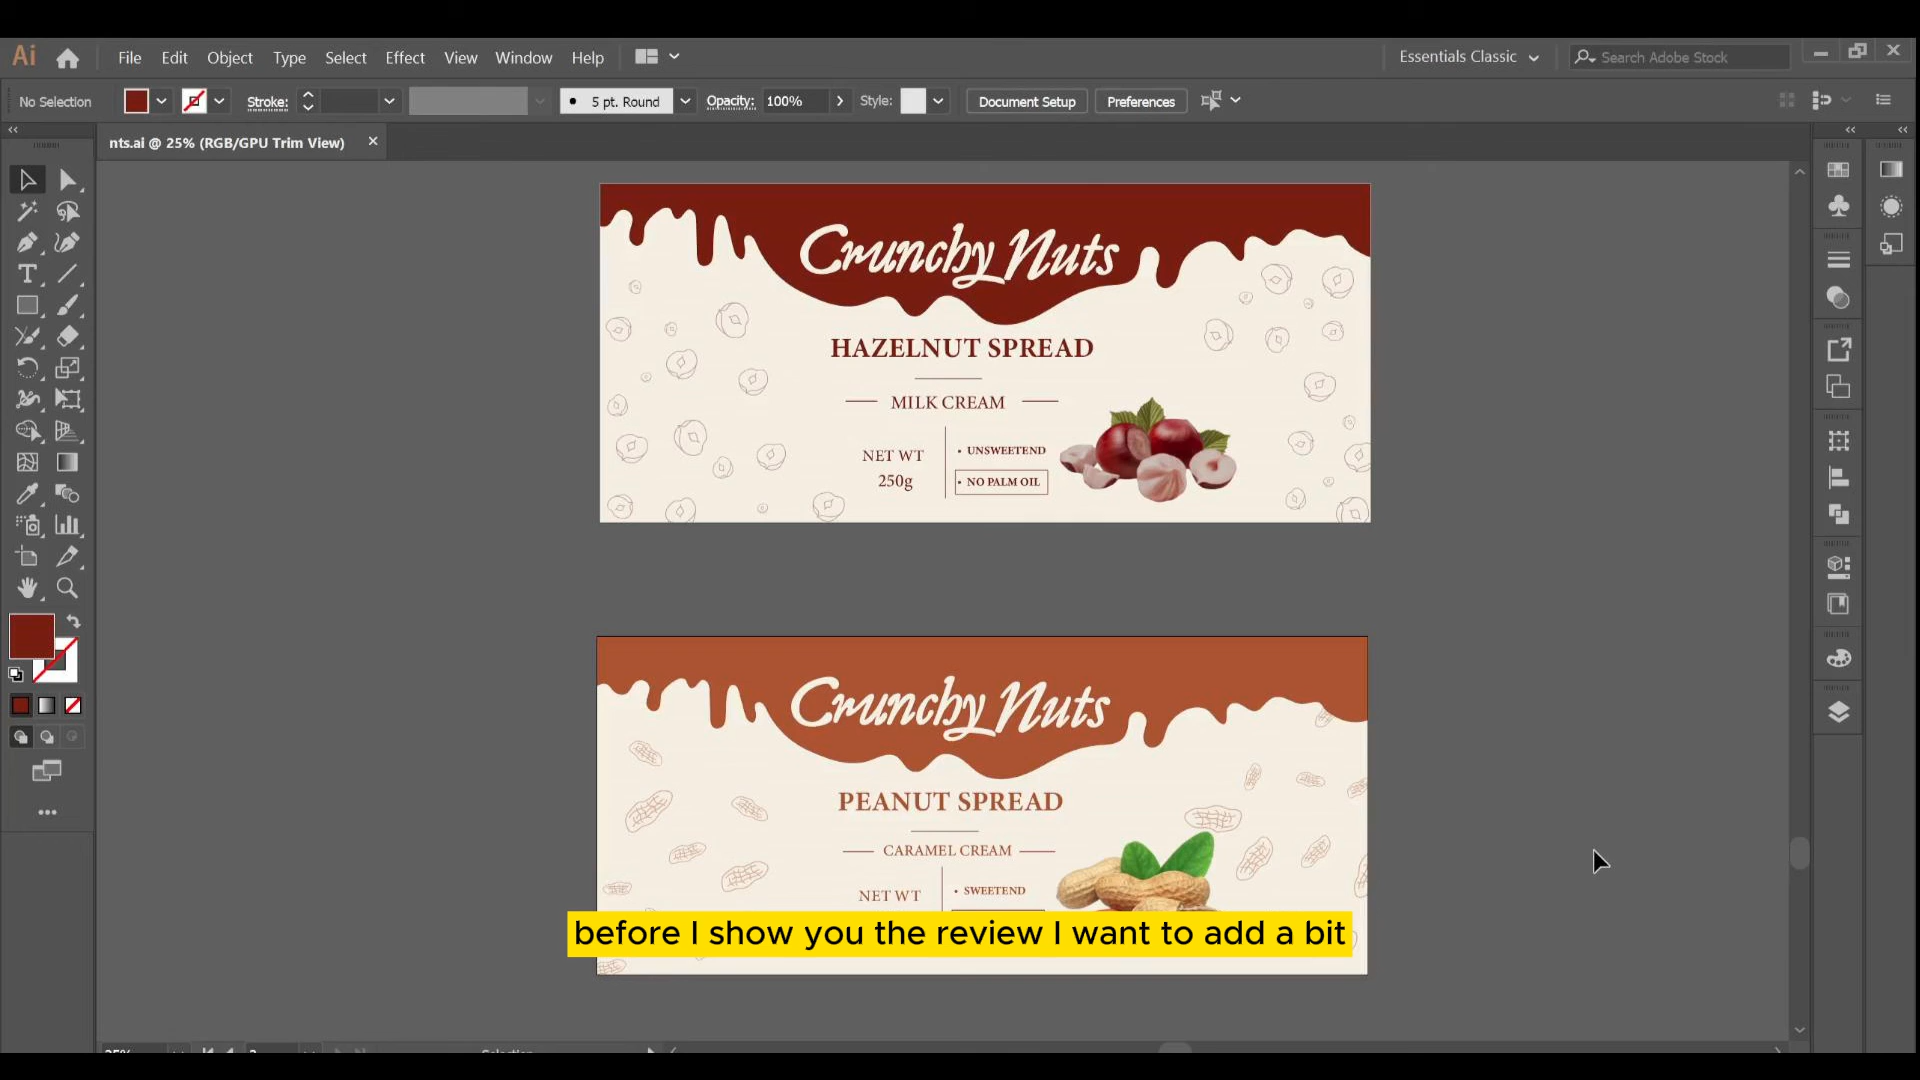 Ai File Edit Object Type Select Effect View Window Help Essentials Classic Search Adobe Stock
No Selection Stroke: 5 pt. Round Opacity: 100% Style: Document Setup Preferences
nts.ai @ 25% (RGB/GPU Trim View)
Crunchy Nuts
HAZELNUT SPREAD
MILK CREAM
NET WT
250g
• UNSWEETEND
• NO PALM OIL
Crunchy Nuts
PEANUT SPREAD
CARAMEL CREAM
NET WT
• SWEETEND
before I show you the review I want to add a bit